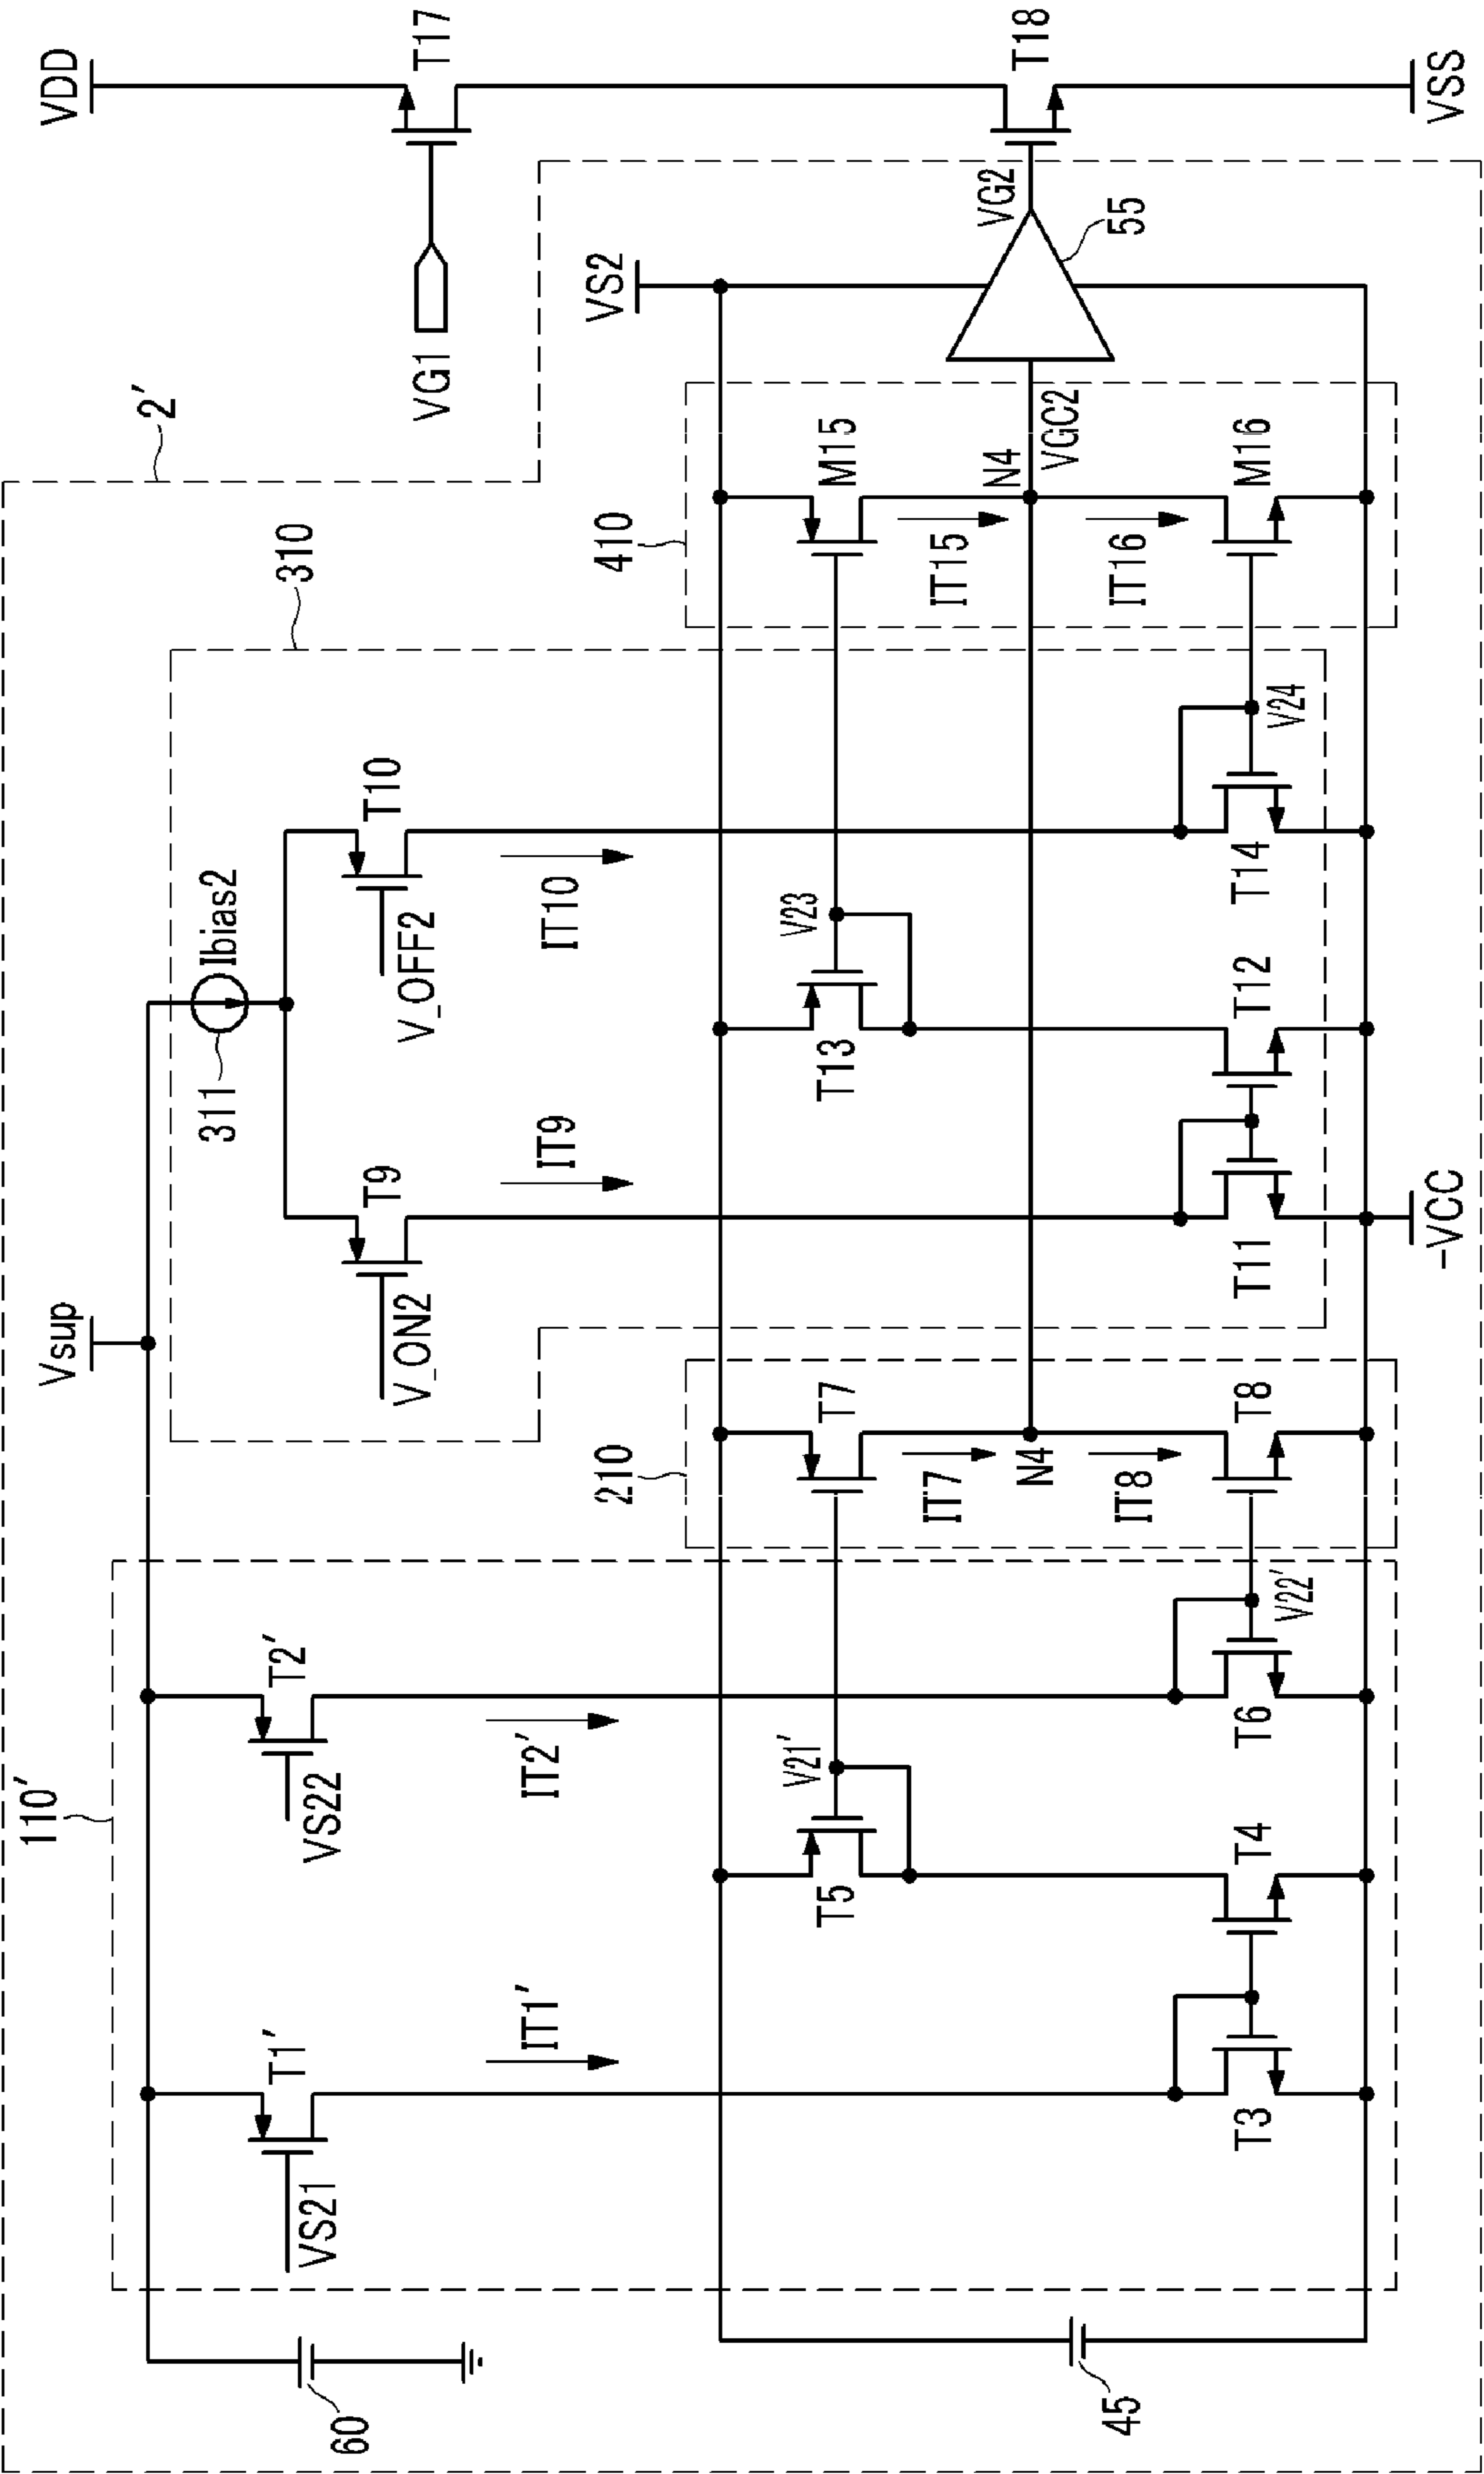 VDD
T17
VG1
2'
T18
VSS
VG2
55
VS2
410
M15
N4
VGC2
M16
IT15
IT16
310
311
Ibias2
T10
V_OFF2
IT10
V24
T14
V23
T13
T12
T9
V_ON2
IT9
T11
-VCC
Vsup
210
T7
IT7
N4
IT8
T8
110'
T2'
VS22
IT2'
V21'
V22'
T6
T5
T4
T1'
VS21
IT1'
T3
60
45